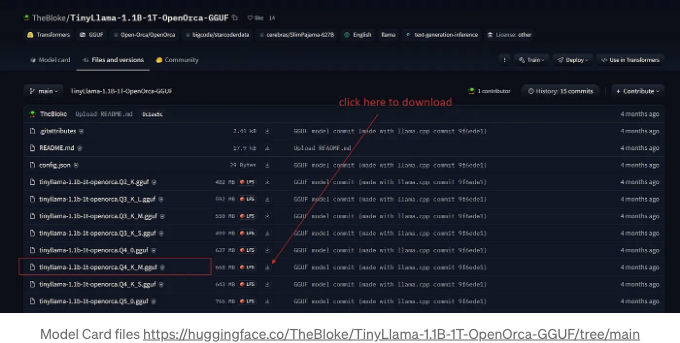 TheBloke/TinyLlama-1.1B-1T-OpenOrca-GGUF like 14
Transformers GGUF Open-Orca/OpenOrca bigcode/starcoderdata cerebras/SlimPajama-627B English llama text-generation-inference License: other
Model card Files and versions Community Train Deploy Use in Transformers
main TinyLlama-1.1B-1T-OpenOrca-GGUF 1 contributor History: 15 commits + Contribute
click here to download
TheBloke Upload README.md 4 months ago
.gitattributes 2.41 kB GGUF model commit (made with llama.cpp commit 9f6ede1) 4 months ago
README.md 17.9 kB Upload README.md 4 months ago
config.json 29 Bytes GGUF model commit (made with llama.cpp commit 9f6ede1) 4 months ago
tinyllama-1.1b-1t-openorca.Q2_K.gguf 482 MB LFS GGUF model commit (made with llama.cpp commit 9f6ede1) 4 months ago
tinyllama-1.1b-1t-openorca.Q3_K_L.gguf 592 MB LFS GGUF model commit (made with llama.cpp commit 9f6ede1) 4 months ago
tinyllama-1.1b-1t-openorca.Q3_K_M.gguf 550 MB LFS GGUF model commit (made with llama.cpp commit 9f6ede1) 4 months ago
tinyllama-1.1b-1t-openorca.Q3_K_S.gguf 499 MB LFS GGUF model commit (made with llama.cpp commit 9f6ede1) 4 months ago
tinyllama-1.1b-1t-openorca.Q4_0.gguf 637 MB LFS GGUF model commit (made with llama.cpp commit 9f6ede1) 4 months ago
tinyllama-1.1b-1t-openorca.Q4_K_M.gguf 668 MB LFS GGUF model commit (made with llama.cpp commit 9f6ede1) 4 months ago
tinyllama-1.1b-1t-openorca.Q4_K_S.gguf 643 MB LFS GGUF model commit (made with llama.cpp commit 9f6ede1) 4 months ago
tinyllama-1.1b-1t-openorca.Q5_0.gguf 766 MB LFS GGUF model commit (made with llama.cpp commit 9f6ede1) 4 months ago
Model Card files https://huggingface.co/TheBloke/TinyLlama-1.1B-1T-OpenOrca-GGUF/tree/main